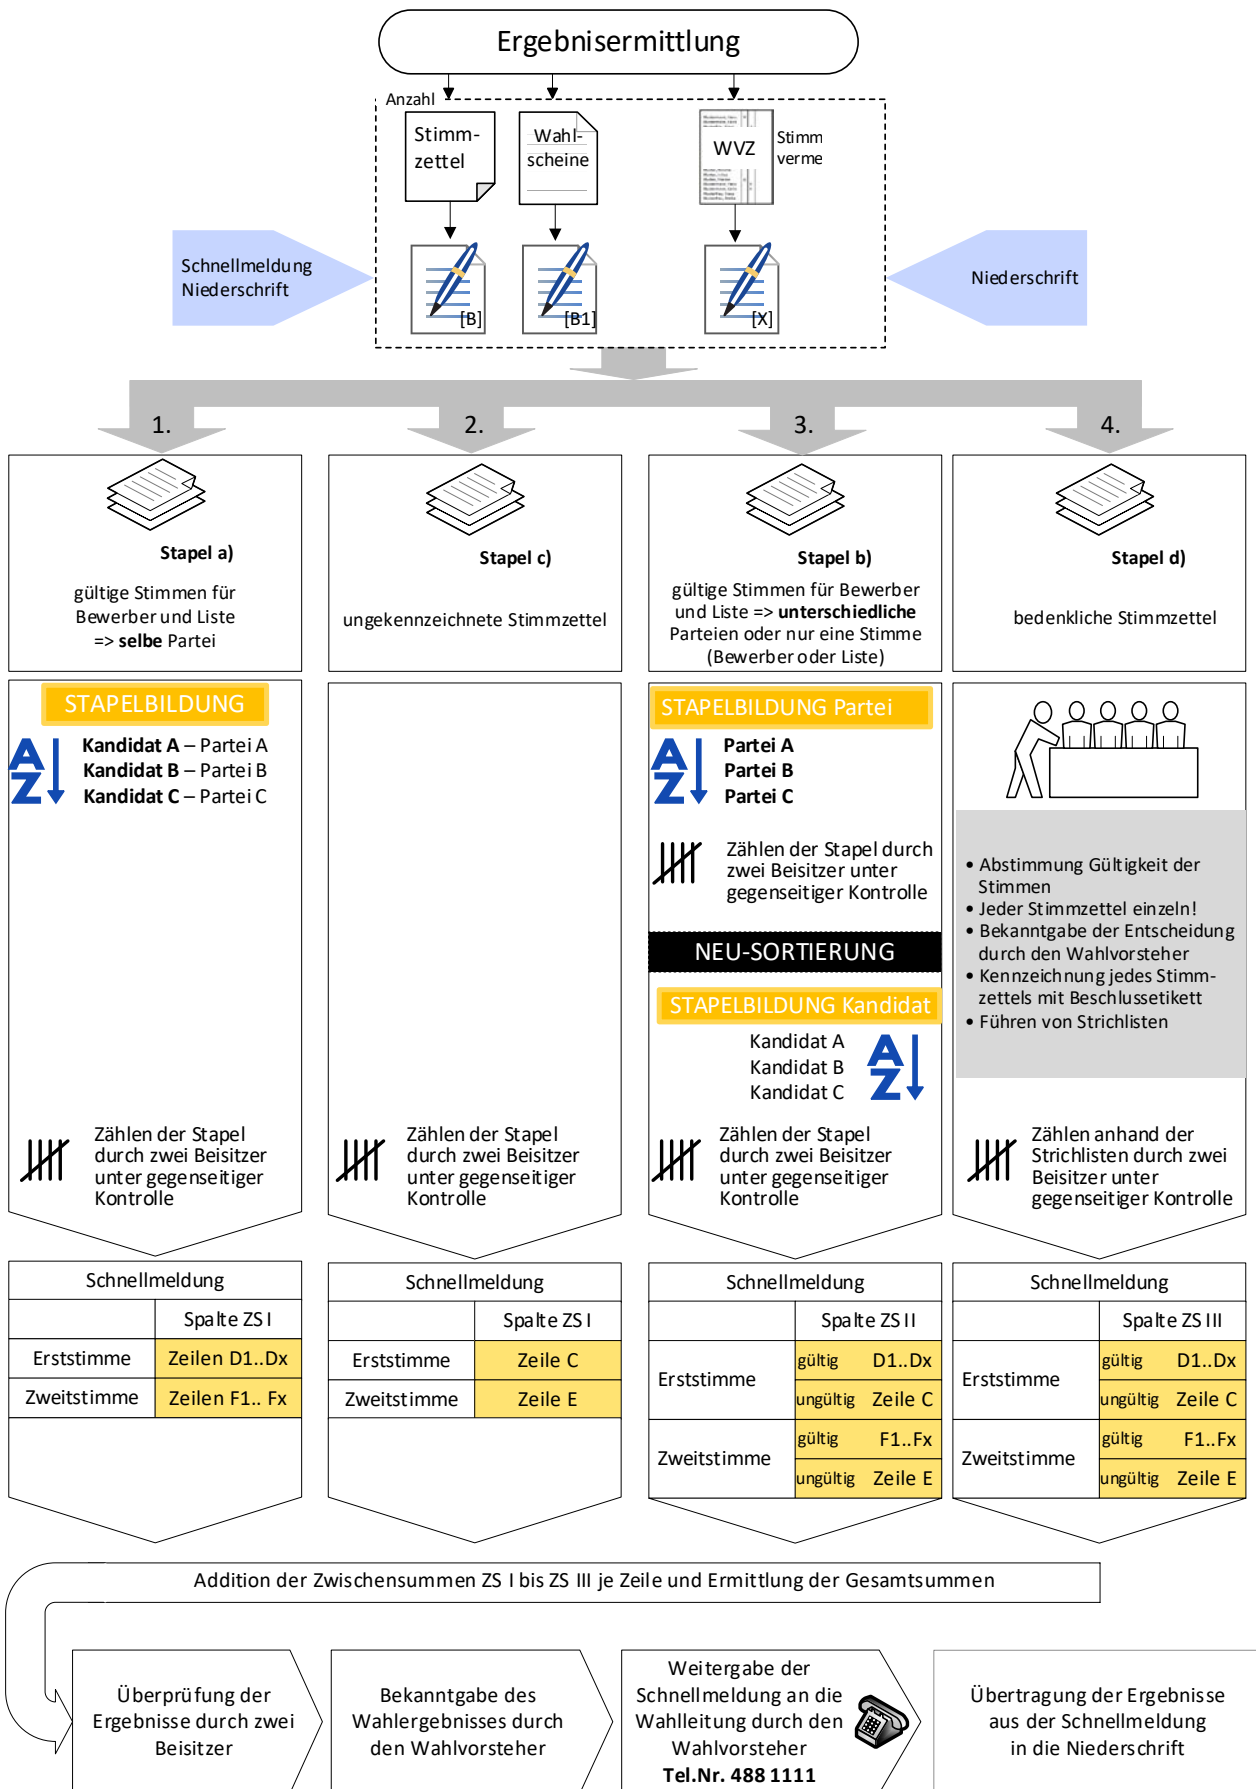 Ergebnisermittlung
Anzahl
Stimm-
zettel
Wahl-
scheine
WVZ
Stimm
verme
[B]
[B1]
[X]
Schnellmeldung
Niederschrift
Niederschrift
1.
2.
3.
4.
Stapel a)
gültige Stimmen für
Bewerber und Liste
=> selbe Partei
Stapel c)
ungekennzeichnete Stimmzettel
Stapel b)
gültige Stimmen für Bewerber
und Liste => unterschiedliche
Parteien oder nur eine Stimme
(Bewerber oder Liste)
Stapel d)
bedenkliche Stimmzettel
STAPELBILDUNG
Kandidat A – Partei A
Kandidat B – Partei B
Kandidat C – Partei C
Zählen der Stapel
durch zwei Beisitzer
unter gegenseitiger
Kontrolle
Zählen der Stapel
durch zwei Beisitzer
unter gegenseitiger
Kontrolle
STAPELBILDUNG Partei
Partei A
Partei B
Partei C
Zählen der Stapel durch
zwei Beisitzer unter
gegenseitiger Kontrolle
NEU-SORTIERUNG
STAPELBILDUNG Kandidat
Kandidat A
Kandidat B
Kandidat C
Zählen der Stapel
durch zwei Beisitzer
unter gegenseitiger
Kontrolle
• Abstimmung Gültigkeit der
Stimmen
• Jeder Stimmzettel einzeln!
• Bekanntgabe der Entscheidung
durch den Wahlvorsteher
• Kennzeichnung jedes Stimm-
zettels mit Beschlussetikett
• Führen von Strichlisten
Zählen anhand der
Strichlisten durch zwei
Beisitzer unter
gegenseitiger Kontrolle
Schnellmeldung
Spalte ZS I
Erststimme Zeilen D1..Dx
Zweitstimme Zeilen F1.. Fx
Schnellmeldung
Spalte ZS I
Erststimme Zeile C
Zweitstimme Zeile E
Schnellmeldung
Spalte ZS II
Erststimme
gültig D1..Dx
ungültig Zeile C
Zweitstimme
gültig F1..Fx
ungültig Zeile E
Schnellmeldung
Spalte ZS III
Erststimme
gültig D1..Dx
ungültig Zeile C
Zweitstimme
gültig F1..Fx
ungültig Zeile E
Addition der Zwischensummen ZS I bis ZS III je Zeile und Ermittlung der Gesamtsummen
Überprüfung der
Ergebnisse durch zwei
Beisitzer
Bekanntgabe des
Wahlergebnisses durch
den Wahlvorsteher
Weitergabe der
Schnellmeldung an die
Wahlleitung durch den
Wahlvorsteher
Tel.Nr. 488 1111
Übertragung der Ergebnisse
aus der Schnellmeldung
in die Niederschrift